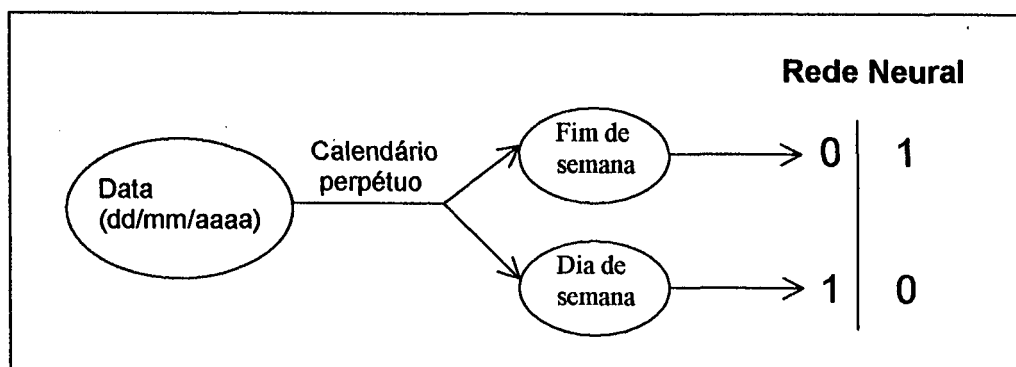 Rede Neural
Calendário
perpétuo
Data
(dd/mm/aaaa)
Fim de
semana
0 1
Dia de
semana
1 0